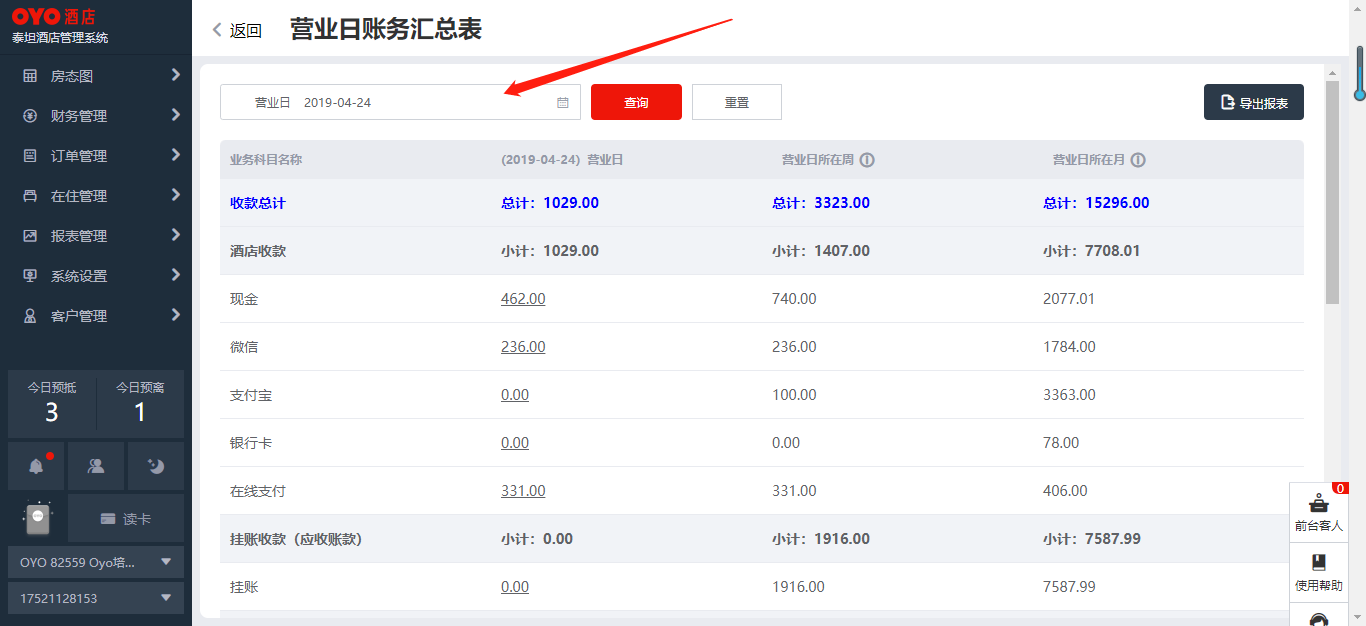 OYO 酒店
泰坦酒店管理系统
房态图
财务管理
订单管理
在住管理
报表管理
系统设置
客户管理
今日预抵 今日预离
3 1
读卡
OYO 82559 Oyo培...
17521128153
返回 营业日账务汇总表
营业日 2019-04-24 查询 重置 导出报表
业务科目名称 (2019-04-24) 营业日 营业日所在周 营业日所在月
收款总计 总计：1029.00 总计：3323.00 总计：15296.00
酒店收款 小计：1029.00 小计：1407.00 小计：7708.01
现金 462.00 740.00 2077.01
微信 236.00 236.00 1784.00
支付宝 0.00 100.00 3363.00
银行卡 0.00 0.00 78.00
在线支付 331.00 331.00 406.00
挂账收款（应收账款） 小计：0.00 小计：1916.00 小计：7587.99
挂账 0.00 1916.00 7587.99
0
前台客人
使用帮助